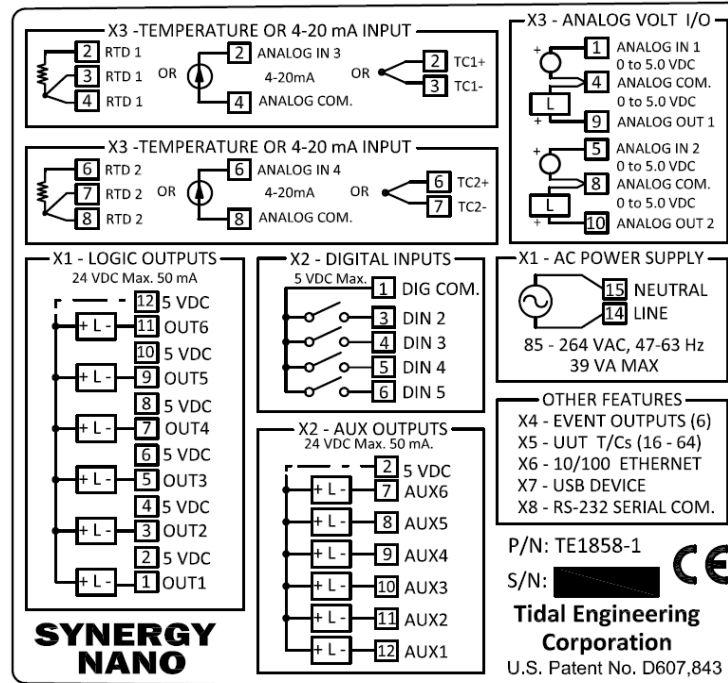 X3 -TEMPERATURE OR 4-20 mA INPUT
2 RTD 1
3 RTD 1
4 RTD 1
OR
2 ANALOG IN 3
4-20mA
4 ANALOG COM.
OR
2 TC1+
3 TC1-
X3 -TEMPERATURE OR 4-20 mA INPUT
6 RTD 2
7 RTD 2
8 RTD 2
OR
6 ANALOG IN 4
4-20mA
8 ANALOG COM.
OR
6 TC2+
7 TC2-
X3 - ANALOG VOLT I/O
+ 1 ANALOG IN 1
0 to 5.0 VDC
4 ANALOG COM.
L 0 to 5.0 VDC
+ 9 ANALOG OUT 1
+ 5 ANALOG IN 2
0 to 5.0 VDC
8 ANALOG COM.
L 0 to 5.0 VDC
+ 10 ANALOG OUT 2
X1 - LOGIC OUTPUTS
24 VDC Max. 50 mA
12 5 VDC
+ L - 11 OUT6
10 5 VDC
+ L - 9 OUT5
8 5 VDC
+ L - 7 OUT4
6 5 VDC
+ L - 5 OUT3
4 5 VDC
+ L - 3 OUT2
2 5 VDC
+ L - 1 OUT1
X2 - DIGITAL INPUTS
5 VDC Max.
1 DIG COM.
3 DIN 2
4 DIN 3
5 DIN 4
6 DIN 5
X2 - AUX OUTPUTS
24 VDC Max. 50 mA.
2 5 VDC
+ L - 7 AUX6
+ L - 8 AUX5
+ L - 9 AUX4
+ L - 10 AUX3
+ L - 11 AUX2
+ L - 12 AUX1
X1 - AC POWER SUPPLY
15 NEUTRAL
14 LINE
85 - 264 VAC, 47-63 Hz
39 VA MAX
OTHER FEATURES
X4 - EVENT OUTPUTS (6)
X5 - UUT T/Cs (16 - 64)
X6 - 10/100 ETHERNET
X7 - USB DEVICE
X8 - RS-232 SERIAL COM.
P/N: TE1858-1
S/N:
CE
Tidal Engineering
Corporation
U.S. Patent No. D607,843
SYNERGY
NANO